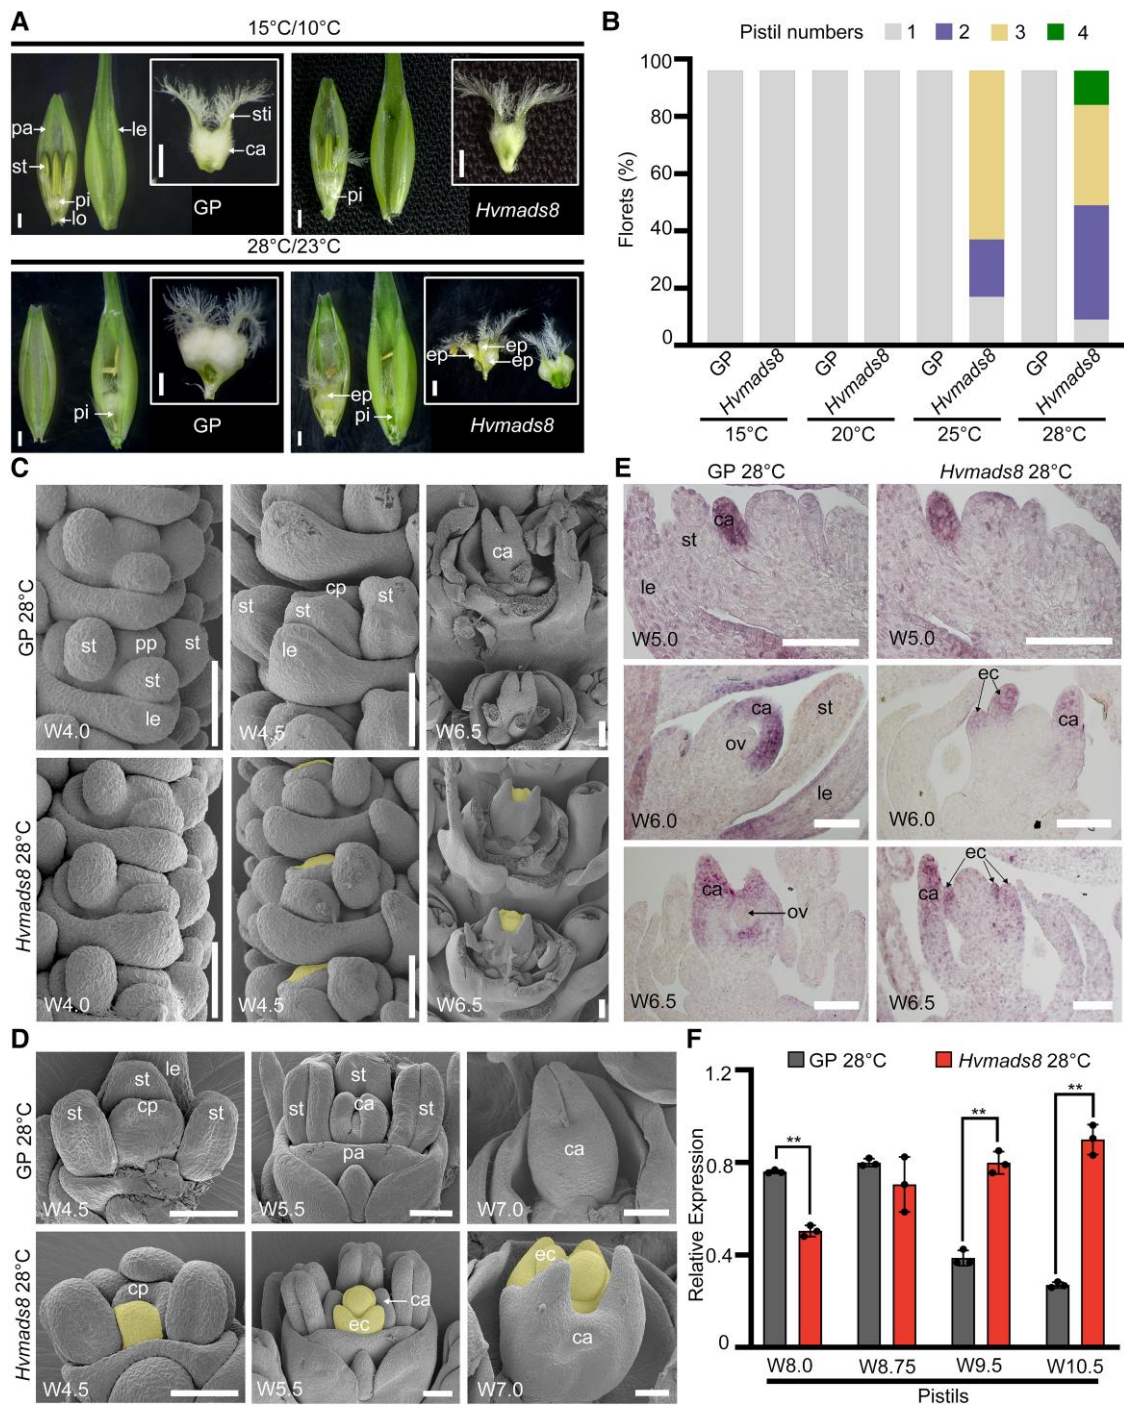 A
15°C/10°C
pa
st
pi
lo
le
sti
ca
GP
pi
Hvmads8
28°C/23°C
pi
GP
ep
pi
ep
ep
ep
Hvmads8
B
Pistil numbers 1 2 3 4
Florets (%)
80
60
40
20
0
GP Hvmads8 GP Hvmads8 GP Hvmads8 GP Hvmads8
15°C 20°C 25°C 28°C
C
GP 28°C
st pp st
st
le
W4.0
cp
st st st
le
W4.5
ca
W6.5
Hvmads8 28°C
W4.0
W4.5
W6.5
D
GP 28°C
le
st
st cp st
W4.5
st
st ca st
pa
W5.5
ca
W7.0
Hvmads8 28°C
cp
W4.5
ca
ec
W5.5
ec
ca
W7.0
E
GP 28°C Hvmads8 28°C
ca
st
le
W5.0
W5.0
ca st
ov
le
W6.0
ec
ca
W6.0
ca
ov
W6.5
ec
ca
W6.5
F
GP 28°C Hvmads8 28°C
Relative Expression
1.2
0.8
0.4
0
**
**
**
W8.0 W8.75 W9.5 W10.5
Pistils